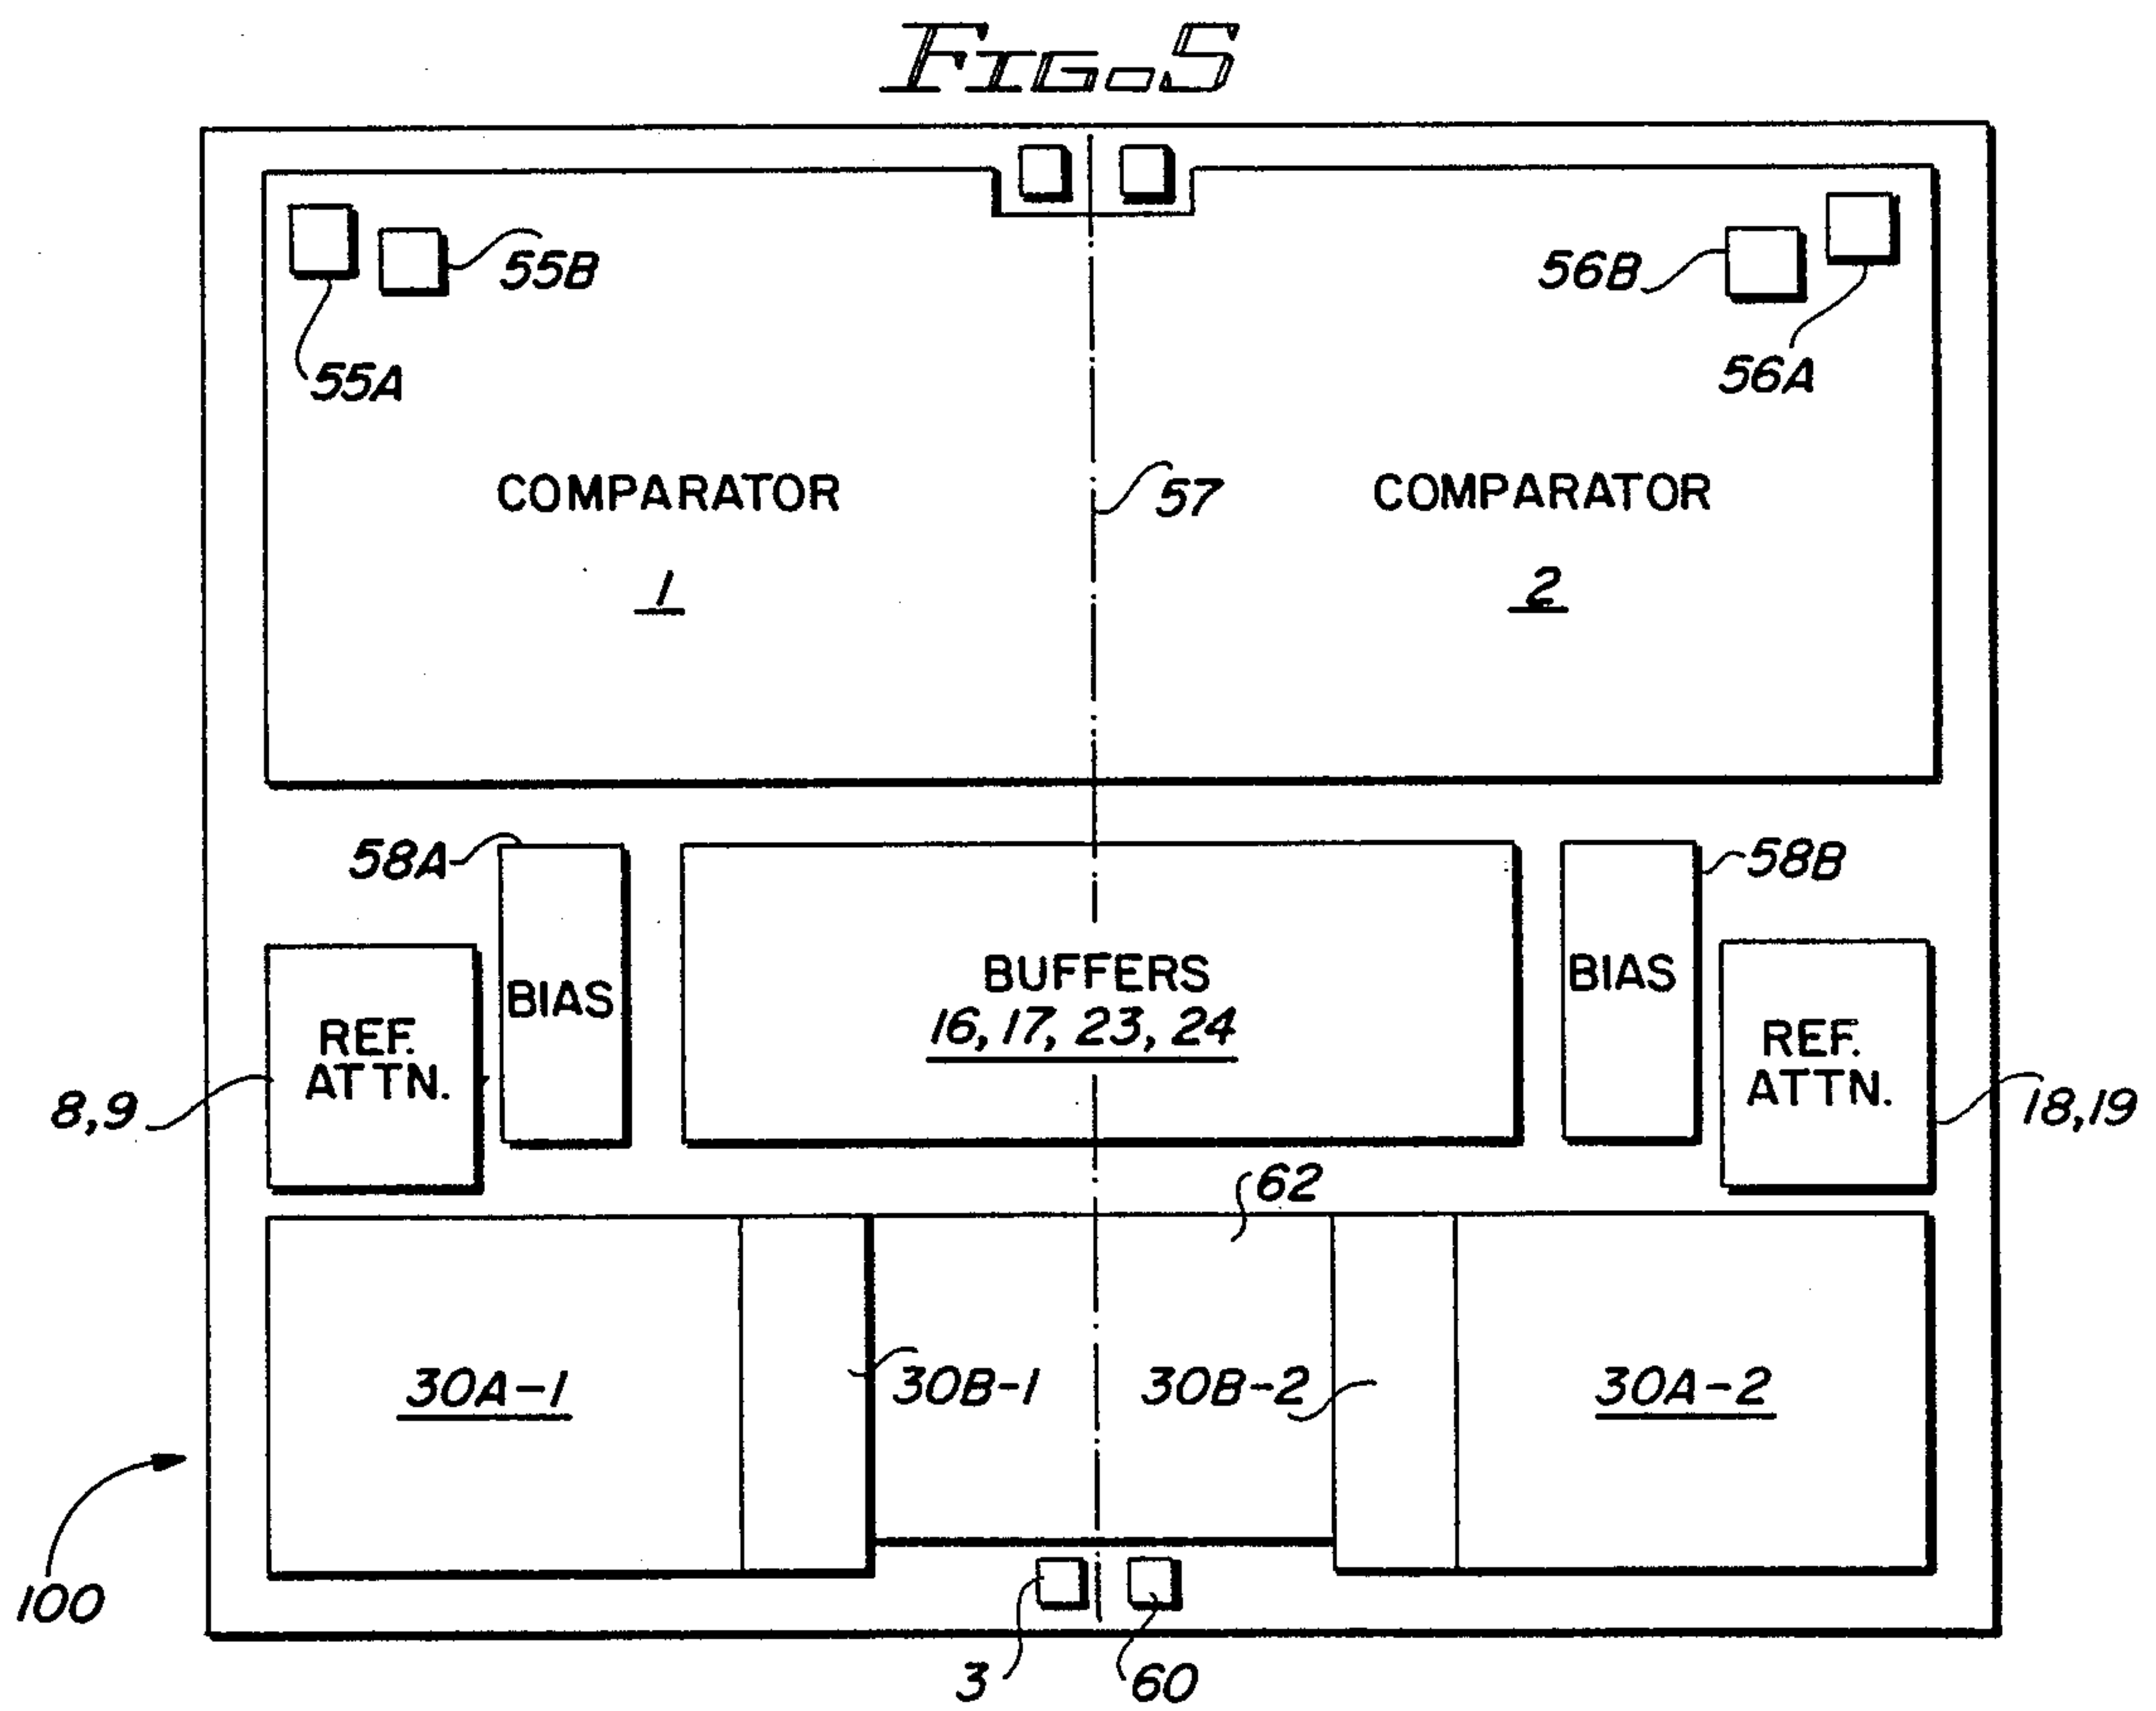 FIG. 5
55B
56B
55A
56A
COMPARATOR
57
COMPARATOR
1
2
58A
58B
BIAS
BUFFERS
BIAS
16, 17, 23, 24
REF.
ATTN.
REF.
ATTN.
8,9
18,19
62
30A-1
30B-1
30B-2
30A-2
100
3
60